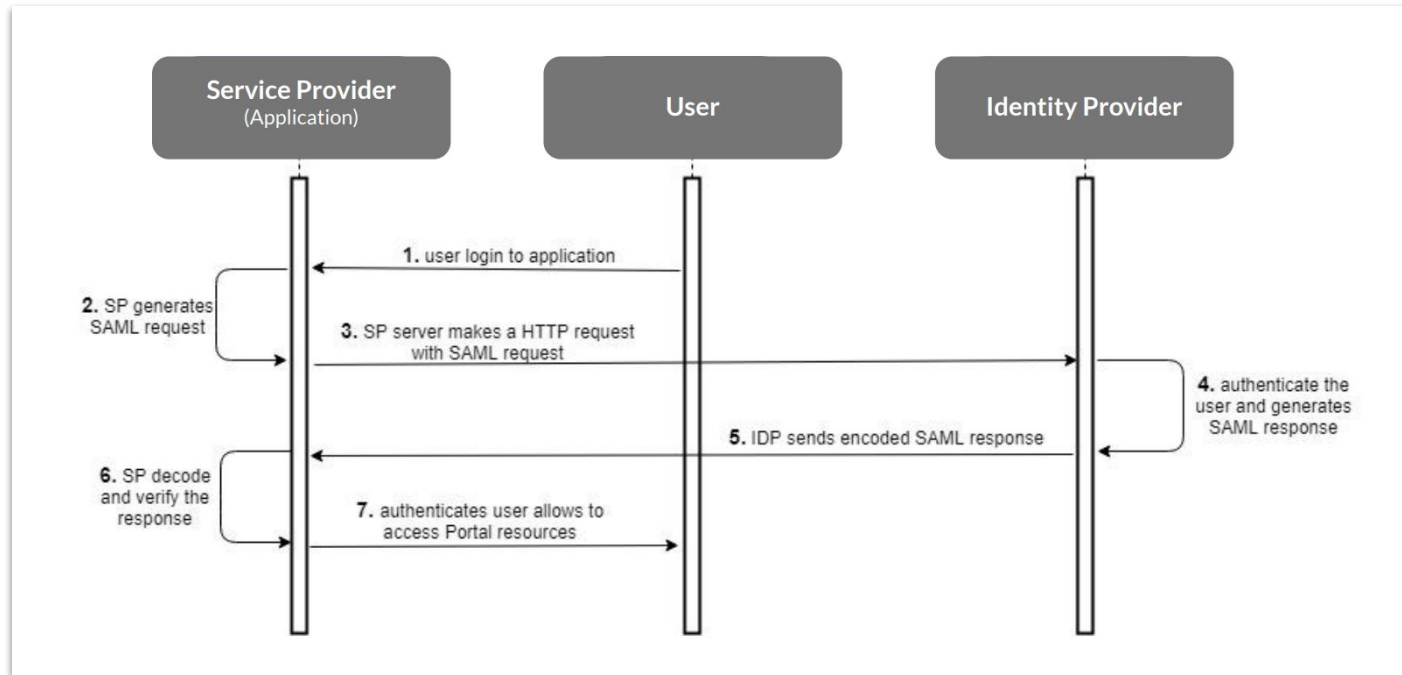 Service Provider
(Application)
User
Identity Provider
1. user login to application
2. SP generates
SAML request
3. SP server makes a HTTP request
with SAML request
4. authenticate the
user and generates
SAML response
5. IDP sends encoded SAML response
6. SP decode
and verify the
response
7. authenticates user allows to
access Portal resources